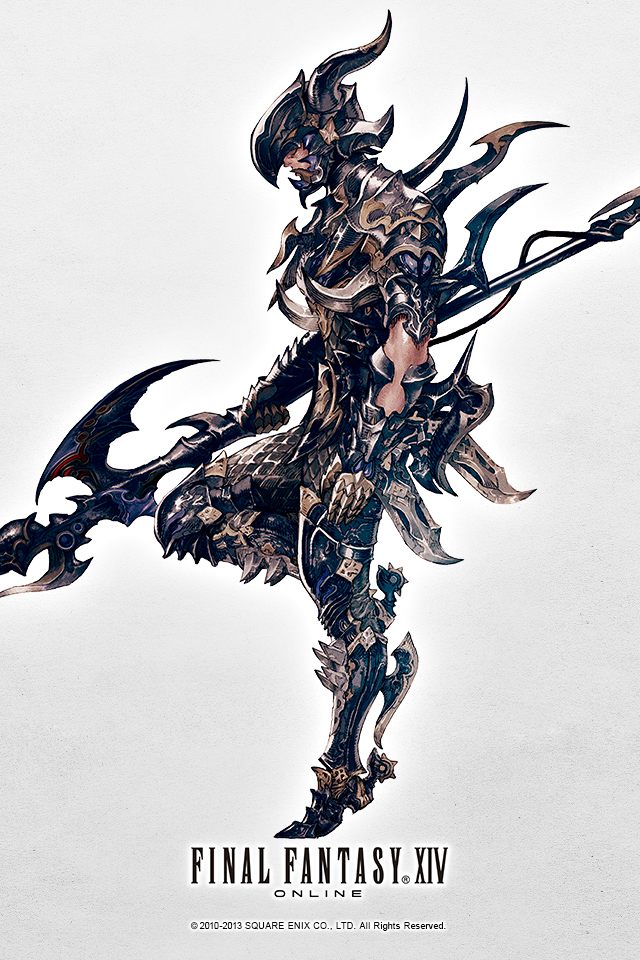 FINAL FANTASY® XIV
ONLINE
© 2010-2013 SQUARE ENIX CO., LTD. All Rights Reserved.